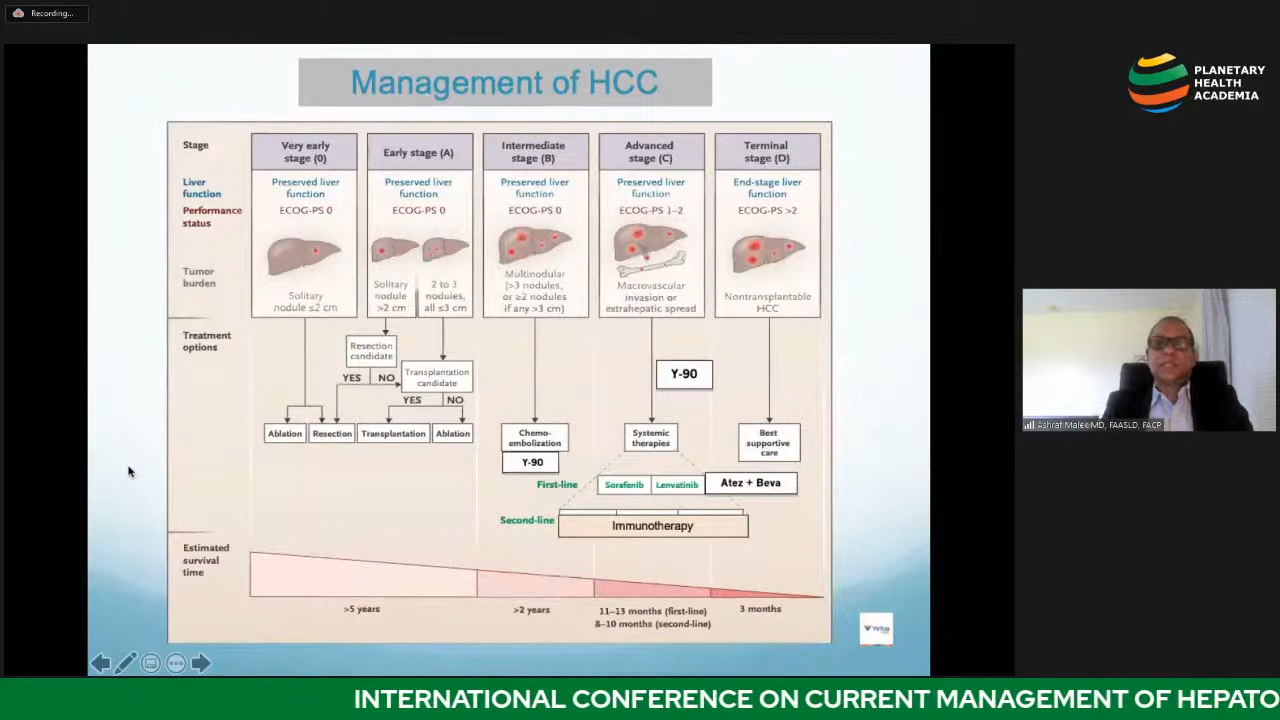 Recording...
Management of HCC
PLANETARY
HEALTH
ACADEMIA
Stage
Very early
stage (0)
Early stage (A)
Intermediate
stage (B)
Advanced
stage (C)
Terminal
stage (D)
Liver
function
Preserved liver
function
Preserved liver
function
Preserved liver
function
Preserved liver
function
End-stage liver
function
Performance
status
ECOG-PS 0
ECOG-PS 0
ECOG-PS 0
ECOG-PS 1–2
ECOG-PS >2
Tumor
burden
Solitary
nodule ≤2 cm
Solitary
nodule
>2 cm
2 to 3
nodules,
all ≤3 cm
Multinodular
(>3 nodules,
or ≥2 nodules
if any >3 cm)
Macrovascular
invasion or
extrahepatic spread
Nontransplantable
HCC
Treatment
options
Resection
candidate
YES NO
Transplantation
candidate
YES NO
Y-90
Ablation
Resection
Transplantation
Ablation
Chemo-
embolization
Y-90
Systemic
therapies
Best
supportive
care
First-line
Sorafenib
Lenvatinib
Atez + Beva
Second-line
Immunotherapy
Estimated
survival
time
>5 years
>2 years
11–13 months (first-line)
8–10 months (second-line)
3 months
Ashraf Malek MD, FAASLD, FACP
INTERNATIONAL CONFERENCE ON CURRENT MANAGEMENT OF HEPATO